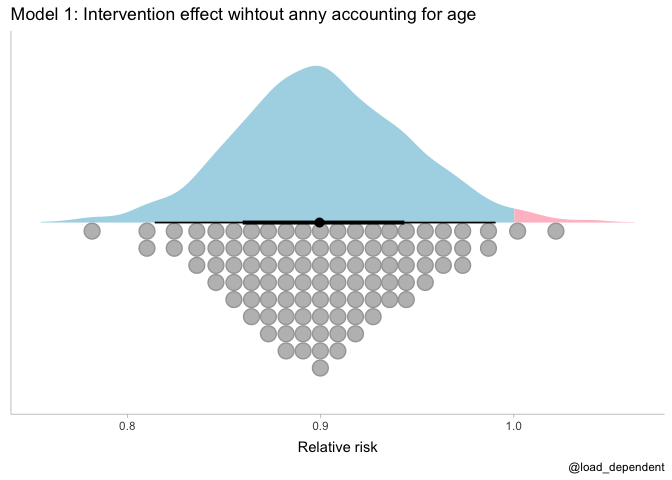 Model 1: Intervention effect wihtout anny accounting for age
0.8
0.9
1.0
Relative risk
@load_dependent